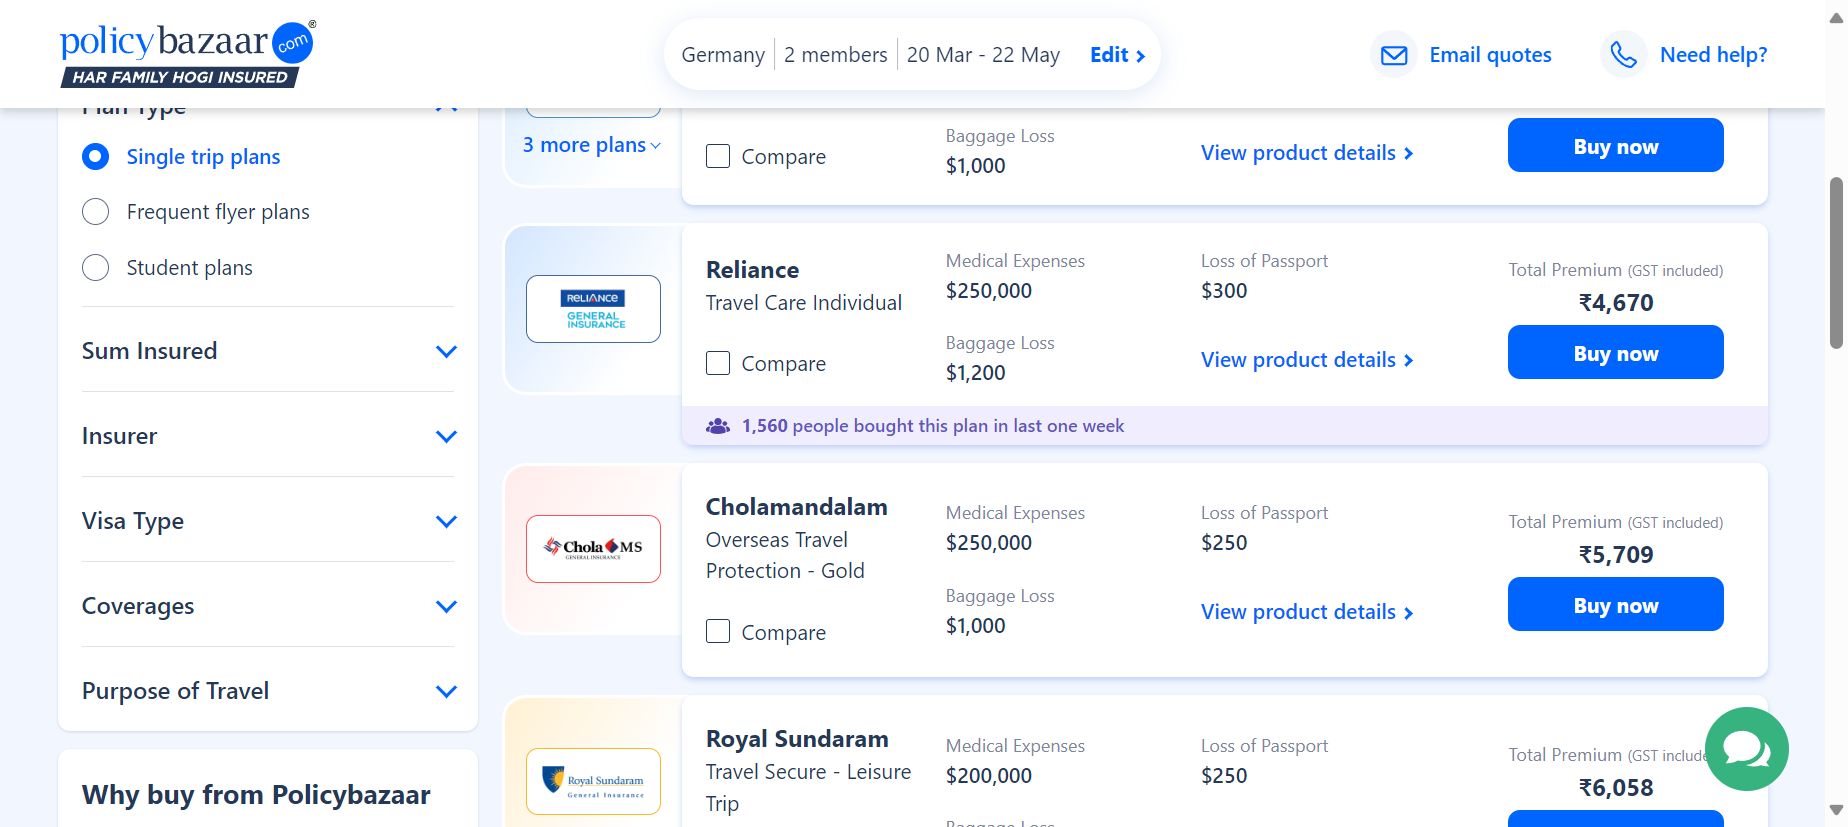 policybazaar com ®
HAR FAMILY HOGI INSURED
Germany
2 members
20 Mar - 22 May
Edit
Email quotes
Need help?
Plan Type
Single trip plans
Frequent flyer plans
Student plans
Sum Insured
Insurer
Visa Type
Coverages
Purpose of Travel
Why buy from Policybazaar
3 more plans
Compare
Baggage Loss
$1,000
View product details
Buy now
RELIANCE
GENERAL
INSURANCE
Reliance
Travel Care Individual
Compare
Medical Expenses
$250,000
Baggage Loss
$1,200
Loss of Passport
$300
View product details
Total Premium (GST included)
₹4,670
Buy now
1,560 people bought this plan in last one week
Chola MS
GENERAL INSURANCE
Cholamandalam
Overseas Travel
Protection - Gold
Compare
Medical Expenses
$250,000
Baggage Loss
$1,000
Loss of Passport
$250
View product details
Total Premium (GST included)
₹5,709
Buy now
Royal Sundaram
General Insurance
Royal Sundaram
Travel Secure - Leisure
Trip
Medical Expenses
$200,000
Baggage Loss
Loss of Passport
$250
Total Premium (GST include
₹6,058